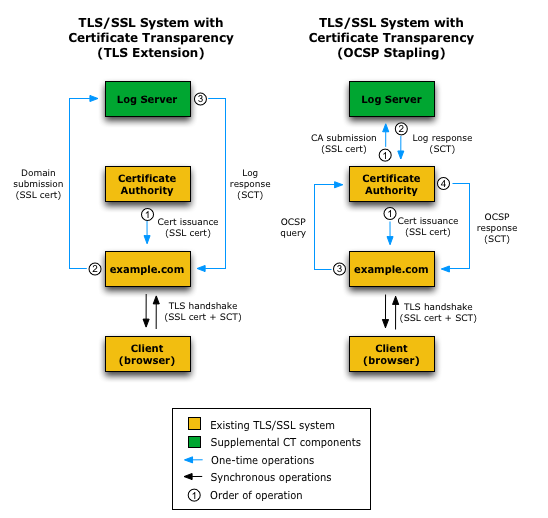 TLS/SSL System with
Certificate Transparency
(TLS Extension)
Log Server
3
Domain
submission
(SSL cert)
Log
response
(SCT)
Certificate
Authority
1
Cert issuance
(SSL cert)
2
example.com
TLS handshake
(SSL cert + SCT)
Client
(browser)
TLS/SSL System with
Certificate Transparency
(OCSP Stapling)
Log Server
CA submission
(SSL cert)
1
2
Log response
(SCT)
Certificate
Authority
4
1
Cert issuance
(SSL cert)
OCSP
query
OCSP
response
(SCT)
3
example.com
TLS handshake
(SSL cert + SCT)
Client
(browser)
Existing TLS/SSL system
Supplemental CT components
One-time operations
Synchronous operations
1 Order of operation